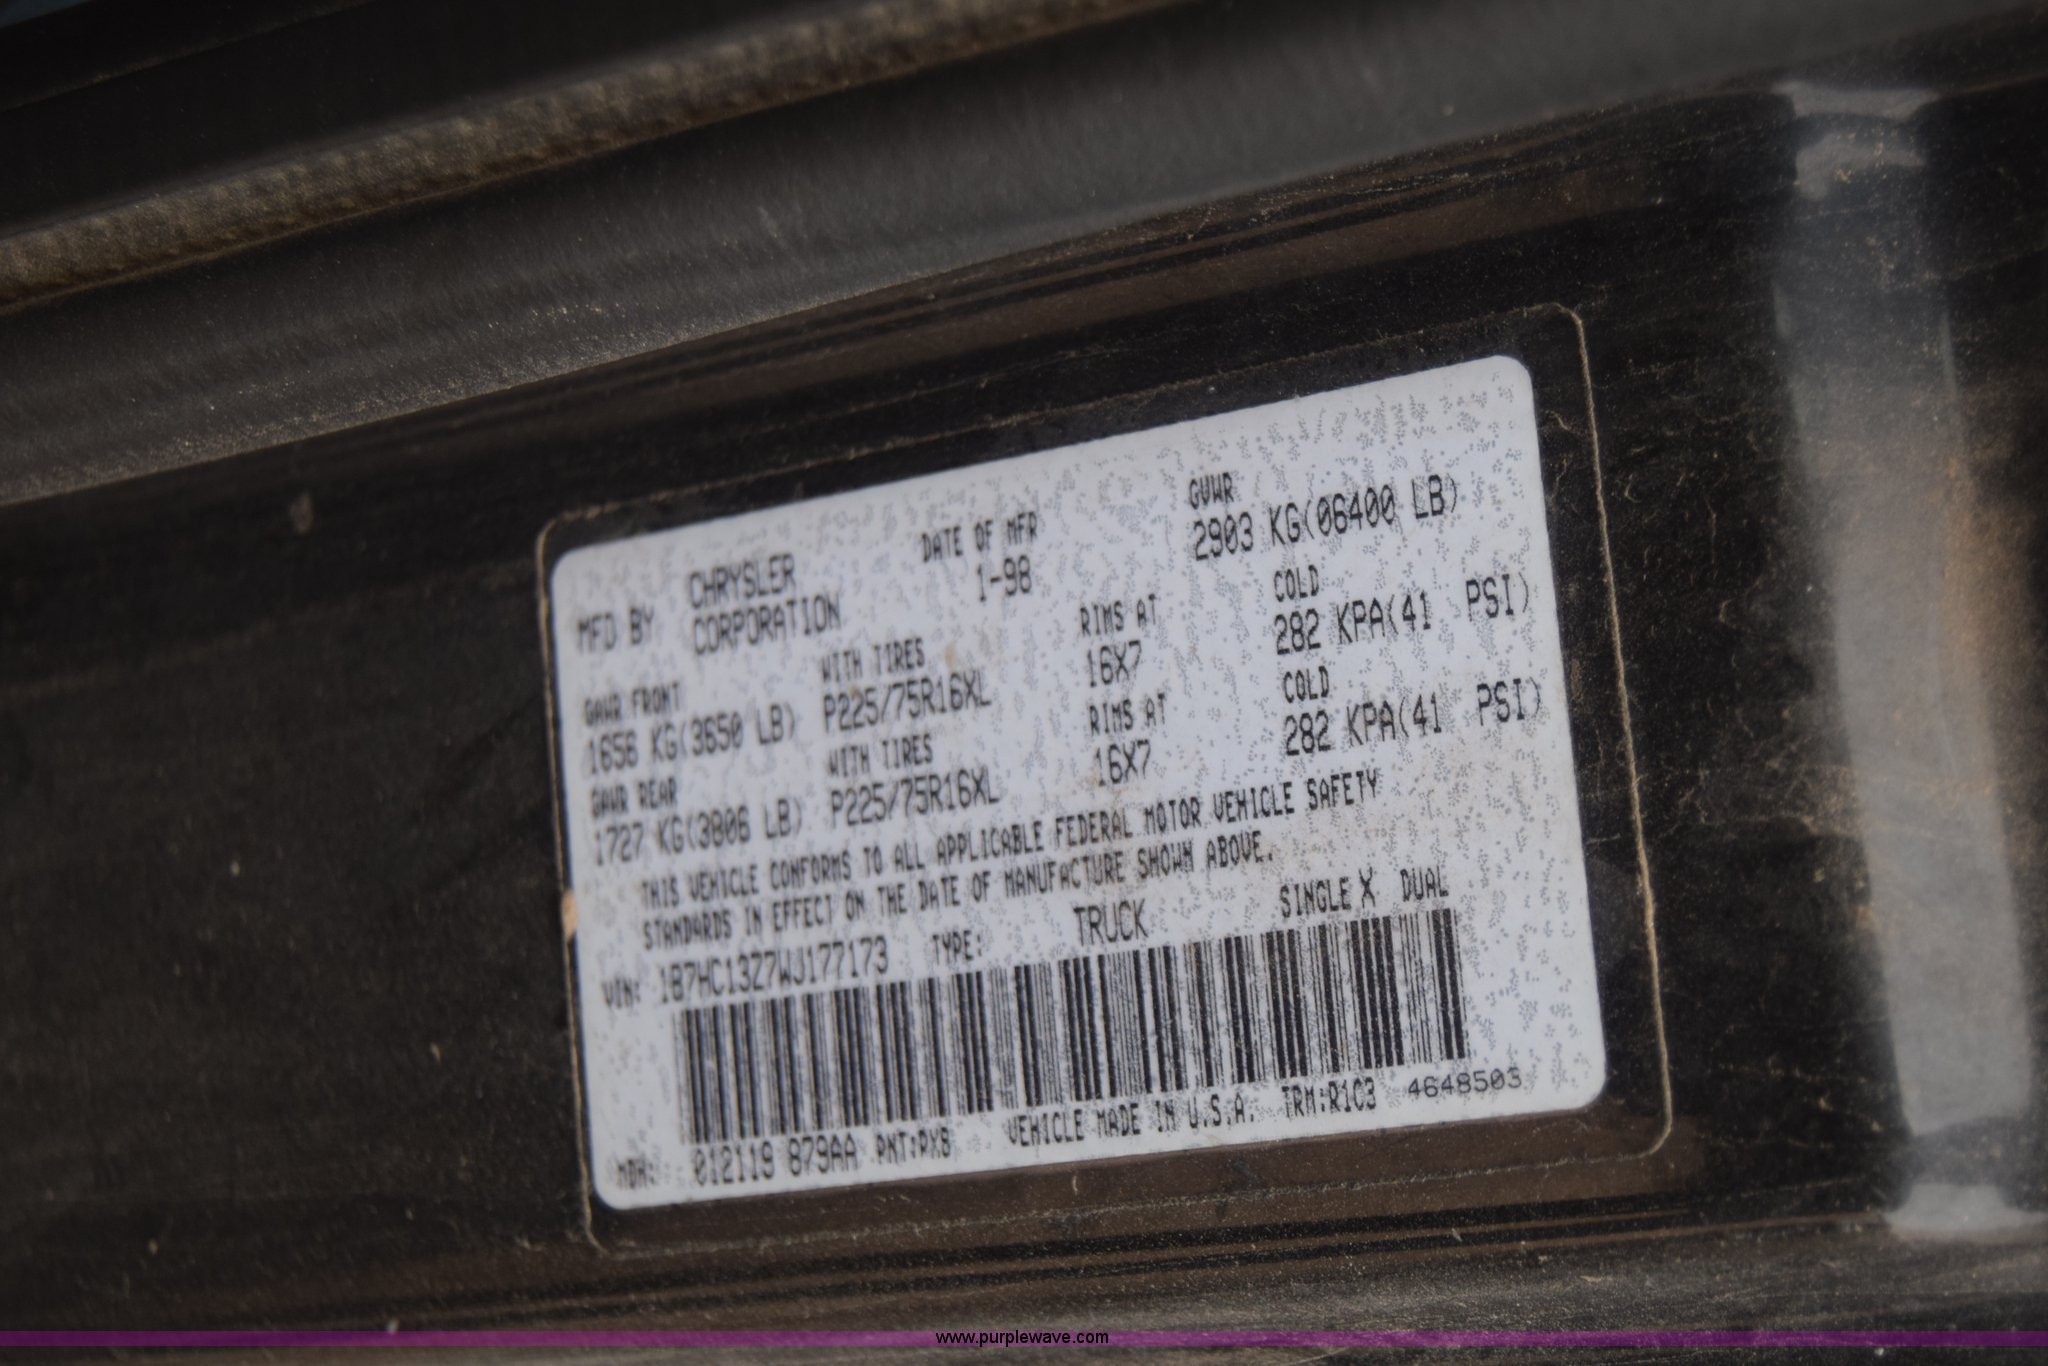 MFD BY CHRYSLER CORPORATION DATE OF MFR 1-98 GVWR 2903 KG(06400 LB)
GAWR FRONT WITH TIRES RIMS AT COLD
1656 KG(3650 LB) P225/75R16XL 16X7 282 KPA(41 PSI)
GAWR REAR WITH TIRES RIMS AT COLD
1727 KG(3806 LB) P225/75R16XL 16X7 282 KPA(41 PSI)
THIS VEHICLE CONFORMS TO ALL APPLICABLE FEDERAL MOTOR VEHICLE SAFETY
STANDARDS IN EFFECT ON THE DATE OF MANUFACTURE SHOWN ABOVE.
VIN: 1B7HC13Z7WJ177173 TYPE: TRUCK SINGLE X DUAL
MDH: 012119 879AA PNT:PX8 VEHICLE MADE IN U.S.A. TRM:R1C3 4648503
www.purplewave.com